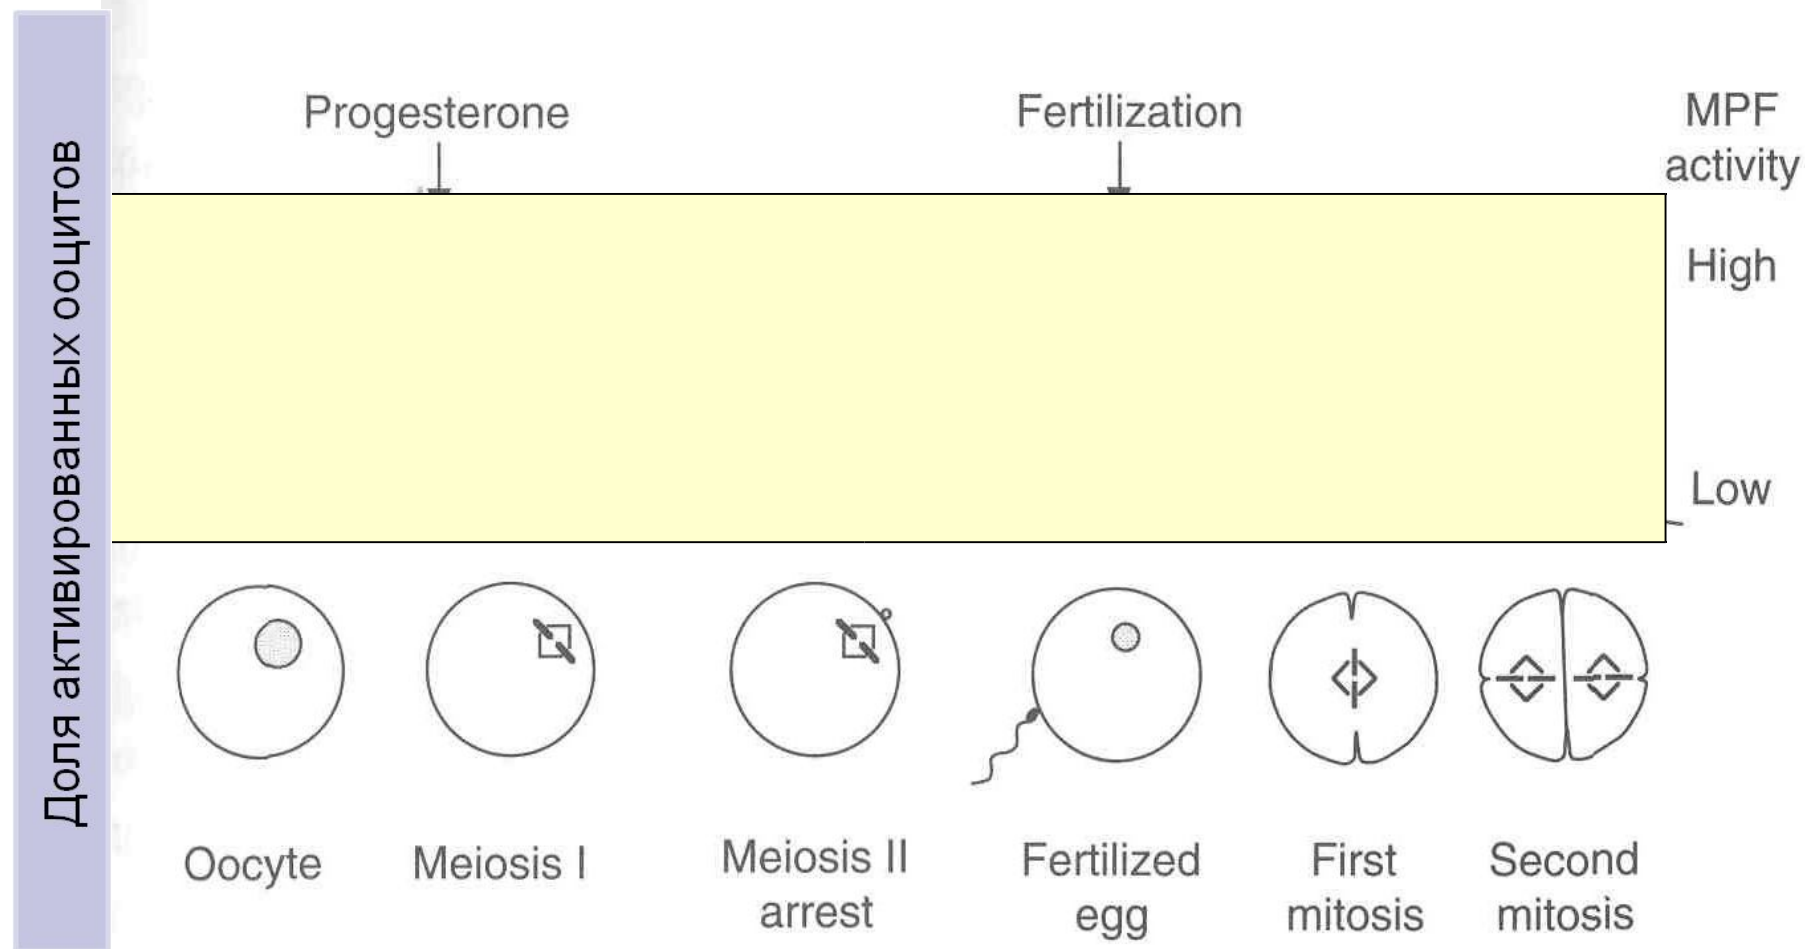 Доля активированных ооцитов
Progesterone
Fertilization
MPF
activity
High
Low
Oocyte
Meiosis I
Meiosis II
arrest
Fertilized
egg
First
mitosis
Second
mitosis